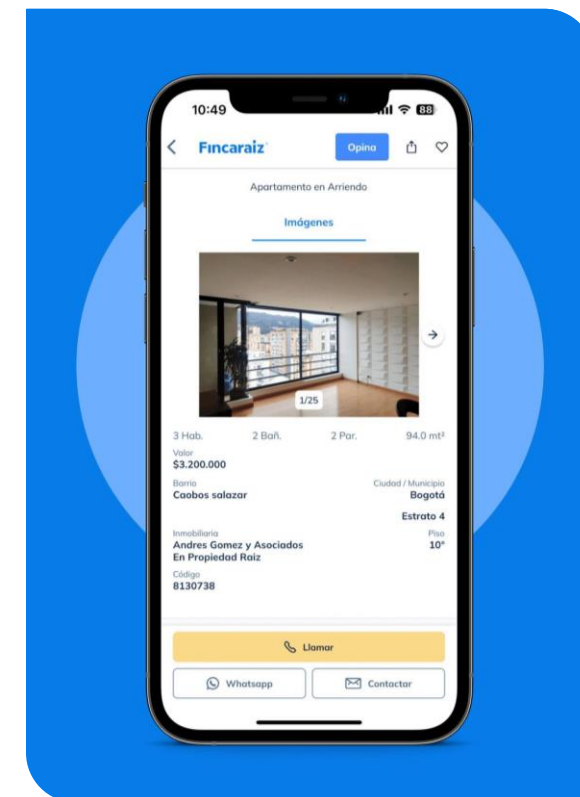 10:49
88
Fincaraiz
Opina
Apartamento en Arriendo
Imágenes
1/25
3 Hab. 2 Bañ. 2 Par. 94.0 mt²
Valor
$3.200.000
Barrio Ciudad / Municipio
Caobos salazar Bogotá
Estrato 4
Inmobiliaria Piso
Andres Gomez y Asociados 10°
En Propiedad Raiz
Código
8130738
Llamar
Whatsapp Contactar